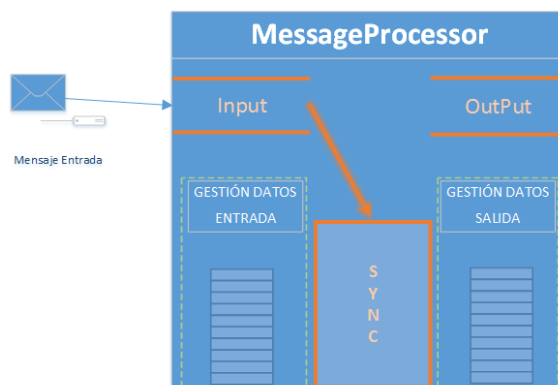 MessageProcessor
Input
OutPut
Mensaje Entrada
GESTIÓN DATOS
ENTRADA
GESTIÓN DATOS
SALIDA
S
Y
N
C